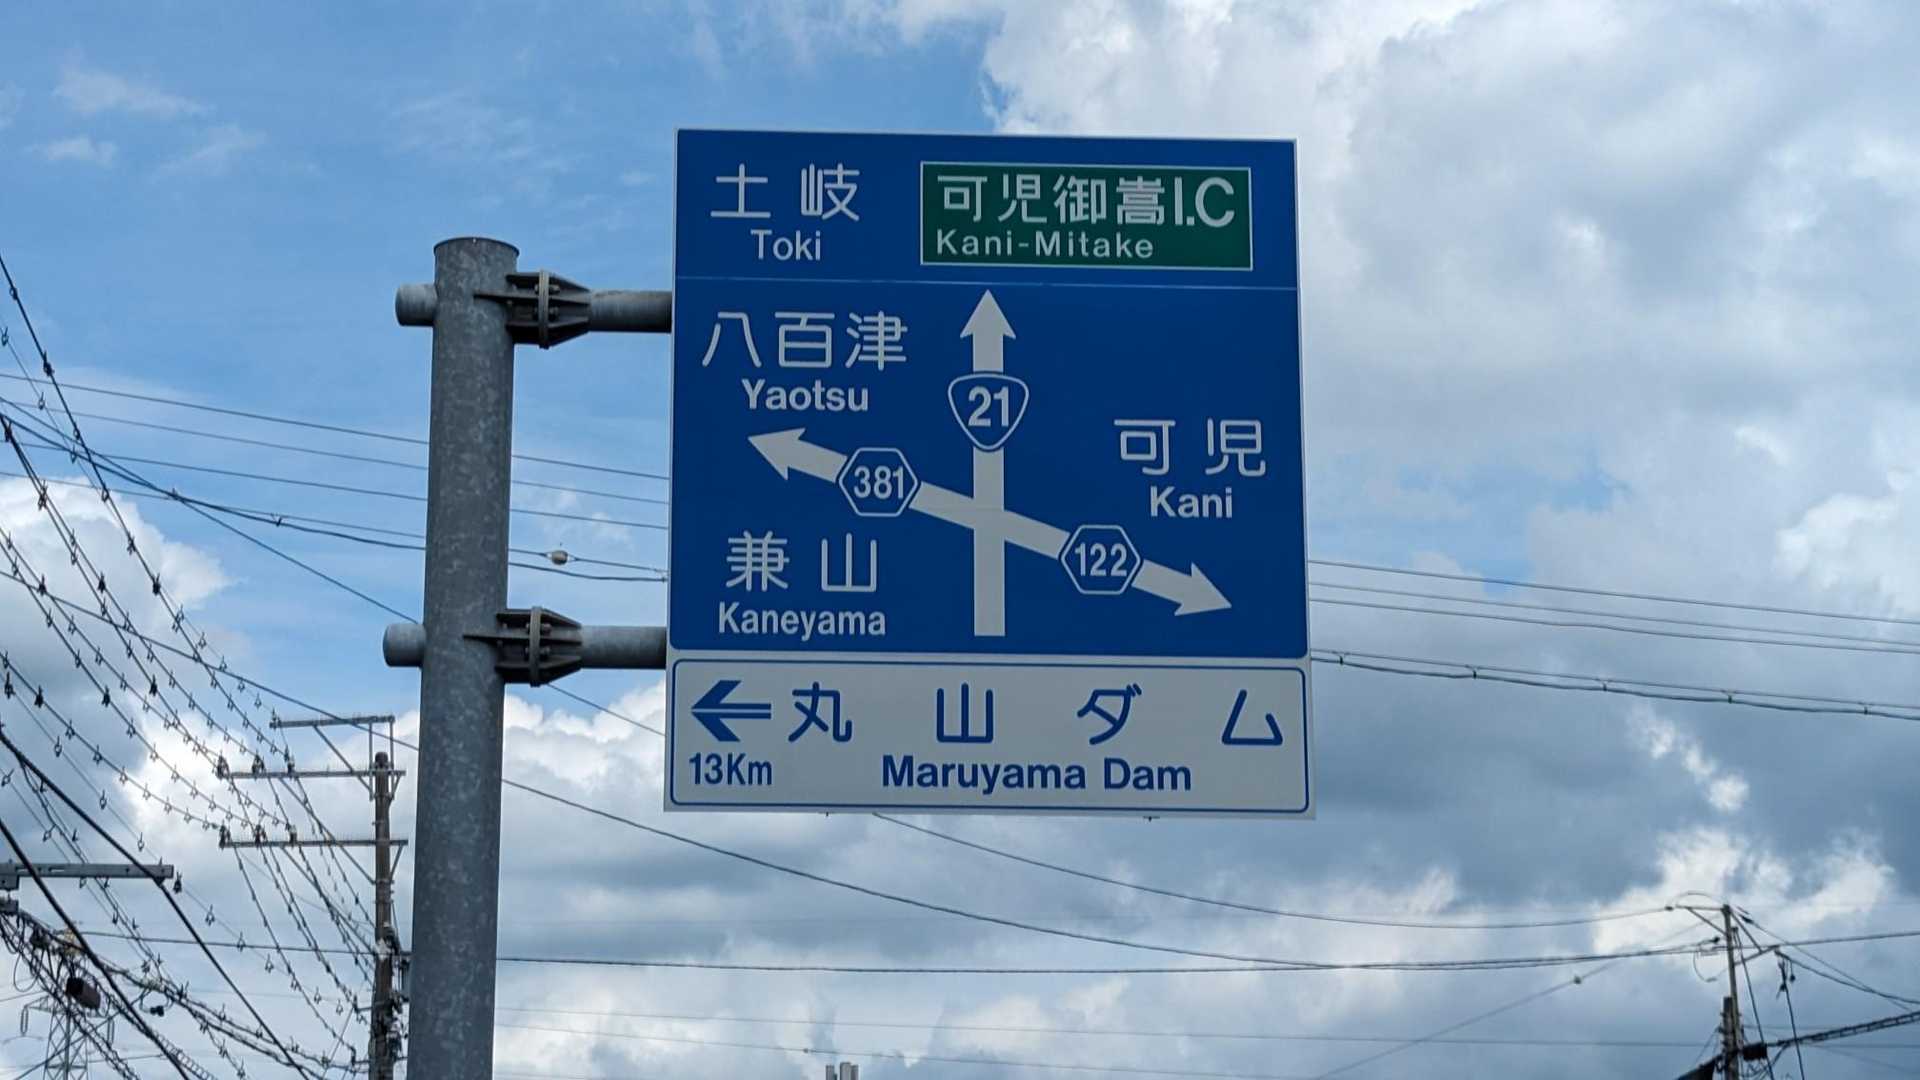 土岐
Toki
可児御嵩I.C
Kani-Mitake
八百津
Yaotsu
21
381
可児
Kani
兼山
Kaneyama
122
丸山ダム
13Km
Maruyama Dam